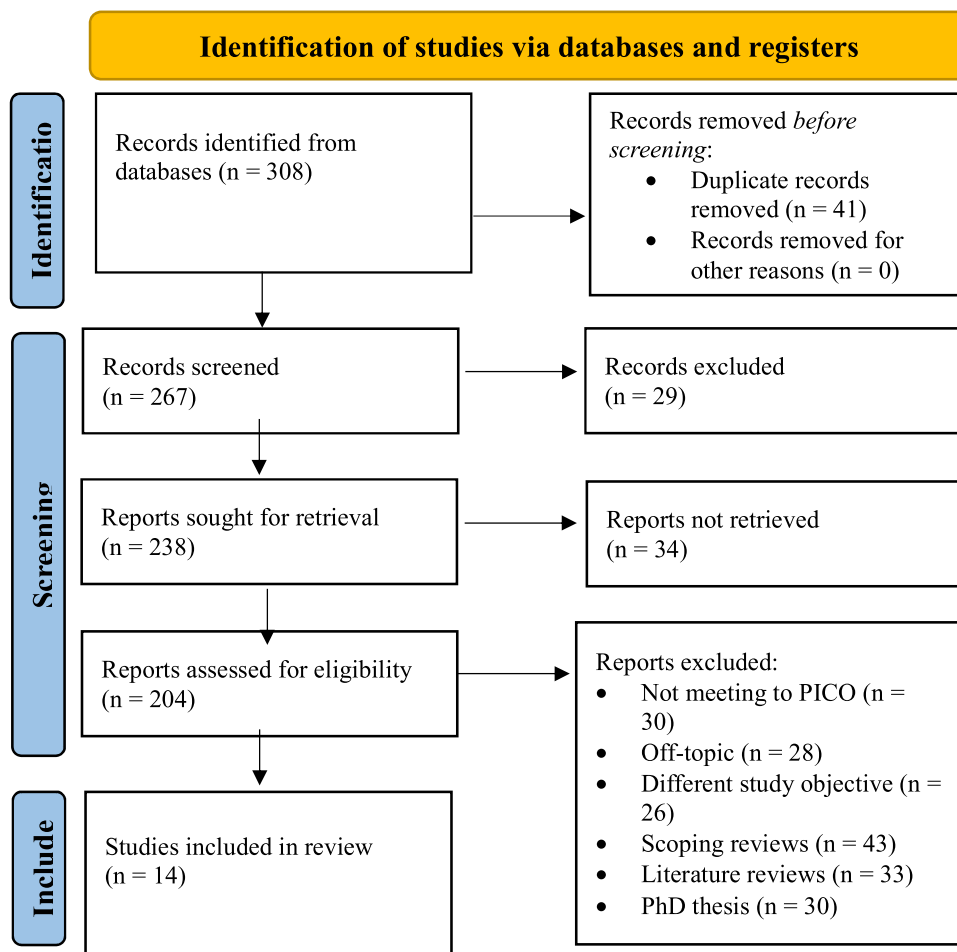 Identification of studies via databases and registers
Identificatio
Records identified from
databases (n = 308)
Records removed before
screening:
• Duplicate records
removed (n = 41)
• Records removed for
other reasons (n = 0)
Screening
Records screened
(n = 267)
Records excluded
(n = 29)
Reports sought for retrieval
(n = 238)
Reports not retrieved
(n = 34)
Reports assessed for eligibility
(n = 204)
Reports excluded:
• Not meeting to PICO (n =
30)
• Off-topic (n = 28)
• Different study objective (n =
26)
• Scoping reviews (n = 43)
• Literature reviews (n = 33)
• PhD thesis (n = 30)
Include
Studies included in review
(n = 14)